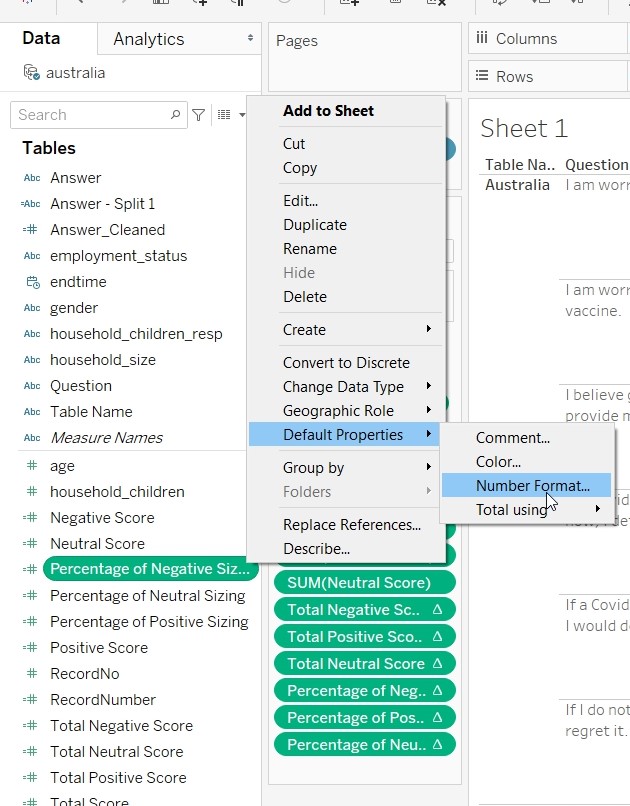 Data
Analytics
Pages
Columns
australia
Rows
Search
Tables
Abc Answer
=Abc Answer - Split 1
=# Answer_Cleaned
Abc employment_status
endtime
Abc gender
Abc household_children_resp
Abc household_size
Abc Question
Abc Table Name
Abc Measure Names
# age
# household_children
=# Negative Score
=# Neutral Score
=# Percentage of Negative Siz...
=# Percentage of Neutral Sizing
=# Percentage of Positive Sizing
=# Positive Score
# RecordNo
=# RecordNumber
=# Total Negative Score
=# Total Neutral Score
=# Total Positive Score
=# Total Score
Add to Sheet
Cut
Copy
Edit...
Duplicate
Rename
Hide
Delete
Create
Convert to Discrete
Change Data Type
Geographic Role
Default Properties
Group by
Folders
Replace References...
Describe...
Comment...
Color...
Number Format...
Total using
SUM(Neutral Score)
Total Negative Sc.. Δ
Total Positive Sco.. Δ
Total Neutral Score Δ
Percentage of Neg.. Δ
Percentage of Pos.. Δ
Percentage of Neu.. Δ
Sheet 1
Table Na.. Question
Australia I am worr
I am worr
vaccine.
I believe g
provide m
If a Covid
I would de
If I do not
regret it.